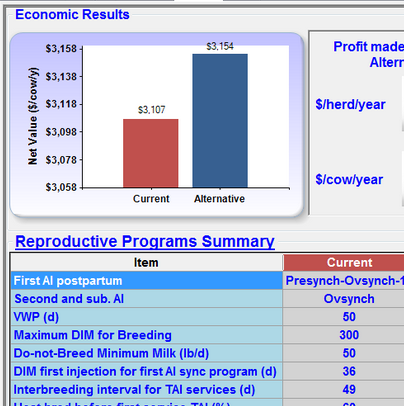 Economic Results
$3,158
$3,138
$3,118
$3,098
$3,078
$3,058
Net Value ($/cow/y)
$3,107
$3,154
Current
Alternative
Profit made
Altern
$/herd/year
$/cow/year
Reproductive Programs Summary
Item Current
First AI postpartum Presynch-Ovsynch-1
Second and sub. AI Ovsynch
VWP (d) 50
Maximum DIM for Breeding 300
Do-not-Breed Minimum Milk (lb/d) 50
DIM first injection for first AI sync program (d) 36
Interbreeding interval for TAI services (d) 49